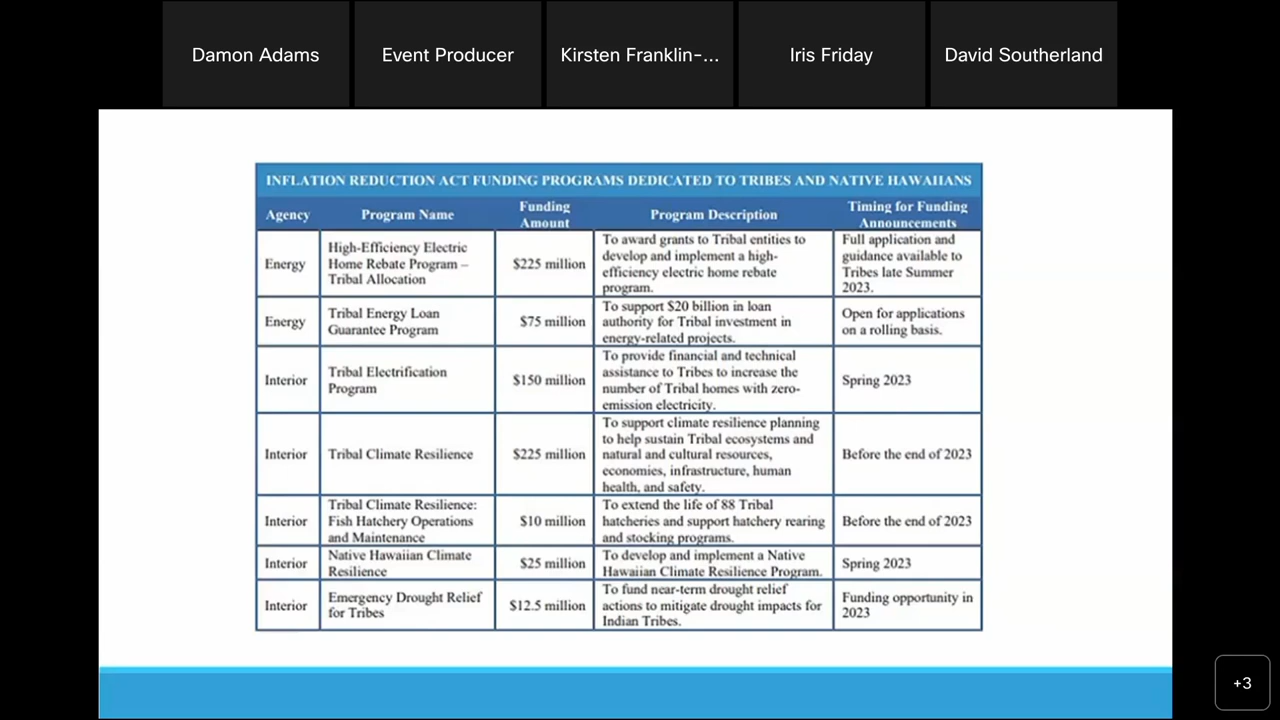 Damon Adams
Event Producer
Kirsten Franklin-...
Iris Friday
David Southerland
INFLATION REDUCTION ACT FUNDING PROGRAMS DEDICATED TO TRIBES AND NATIVE HAWAIIANS
Agency
Program Name
Funding
Amount
Program Description
Timing for Funding
Announcements
Energy
High-Efficiency Electric
Home Rebate Program –
Tribal Allocation
$225 million
To award grants to Tribal entities to
develop and implement a high-
efficiency electric home rebate
program.
Full application and
guidance available to
Tribes late Summer
2023.
Energy
Tribal Energy Loan
Guarantee Program
$75 million
To support $20 billion in loan
authority for Tribal investment in
energy-related projects.
Open for applications
on a rolling basis.
Interior
Tribal Electrification
Program
$150 million
To provide financial and technical
assistance to Tribes to increase the
number of Tribal homes with zero-
emission electricity.
Spring 2023
Interior
Tribal Climate Resilience
$225 million
To support climate resilience planning
to help sustain Tribal ecosystems and
natural and cultural resources,
economies, infrastructure, human
health, and safety.
Before the end of 2023
Interior
Tribal Climate Resilience:
Fish Hatchery Operations
and Maintenance
$10 million
To extend the life of 88 Tribal
hatcheries and support hatchery rearing
and stocking programs.
Before the end of 2023
Interior
Native Hawaiian Climate
Resilience
$25 million
To develop and implement a Native
Hawaiian Climate Resilience Program.
Spring 2023
Interior
Emergency Drought Relief
for Tribes
$12.5 million
To fund near-term drought relief
actions to mitigate drought impacts for
Indian Tribes.
Funding opportunity in
2023
+3